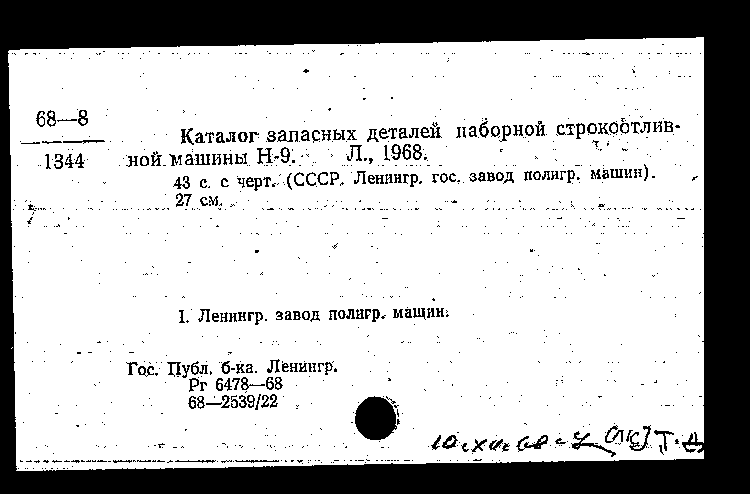 68—8
1344
Каталог запасных деталей наборной строкоотлив-
ной машины Н-9. Л., 1968.
43 с. с черт. (СССР. Ленингр. гос. завод полигр. машин).
27 см.
I. Ленингр. завод полигр. машин.
Гос. Публ. б-ка. Ленингр.
Рг 6478—68
68—2539/22